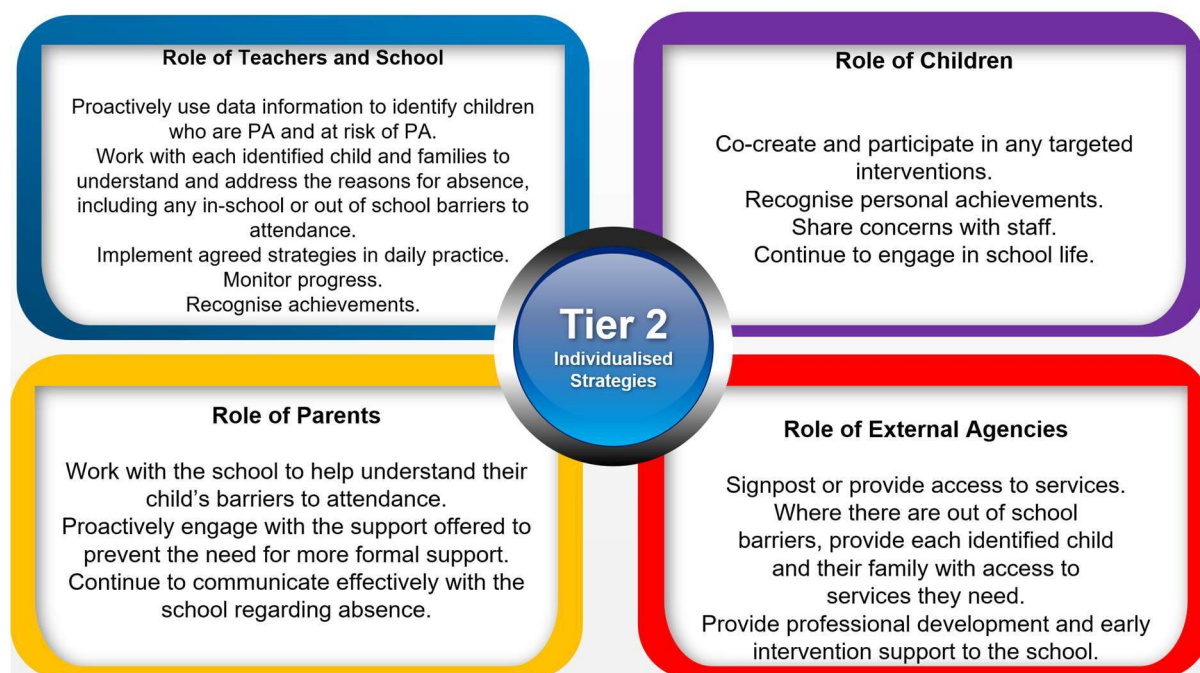 Role of Teachers and School
Proactively use data information to identify children
who are PA and at risk of PA.
Work with each identified child and families to
understand and address the reasons for absence,
including any in-school or out of school barriers to
attendance.
Implement agreed strategies in daily practice.
Monitor progress.
Recognise achievements.
Role of Children
Co-create and participate in any targeted
interventions.
Recognise personal achievements.
Share concerns with staff.
Continue to engage in school life.
Tier 2
Individualised
Strategies
Role of Parents
Work with the school to help understand their
child’s barriers to attendance.
Proactively engage with the support offered to
prevent the need for more formal support.
Continue to communicate effectively with the
school regarding absence.
Role of External Agencies
Signpost or provide access to services.
Where there are out of school
barriers, provide each identified child
and their family with access to
services they need.
Provide professional development and early
intervention support to the school.